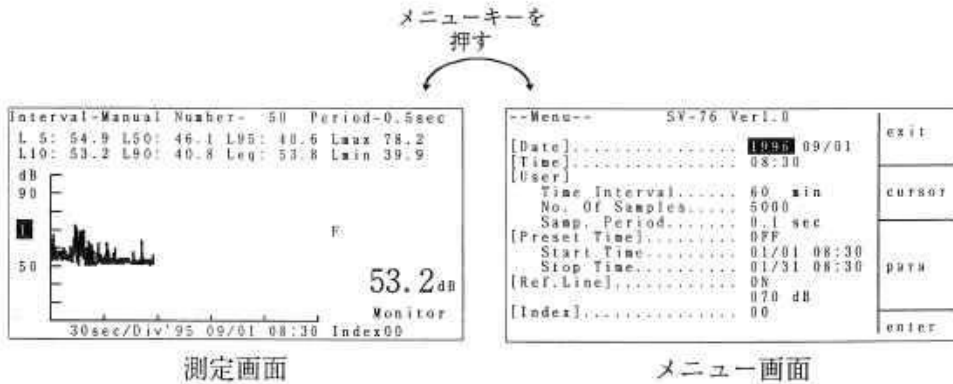 メニューキーを
押す
Interval-Manual Number- 50 Period-0.5sec
L 5: 54.9 L50: 46.1 L95: 40.6 Lmax 78.2
L10: 53.2 L90: 40.8 Leq: 53.8 Lmin 39.9
dB
90
I
F
50
53.2dB
Monitor
30sec/Div'95 09/01 08:30 Index00
測定画面
--Menu-- SV-76 Ver1.0
[Date]................ 1996 09/01
[Time]................ 08:30
[User]
Time Interval...... 60 min
No. Of Samples..... 5000
Samp. Period....... 0.1 sec
[Preset Time]......... OFF
Start Time......... 01/01 08:30
Stop Time.......... 01/31 08:30
[Ref.Line]............ ON
070 dB
[Index]............... 00
exit
cursor
para
enter
メニュー画面